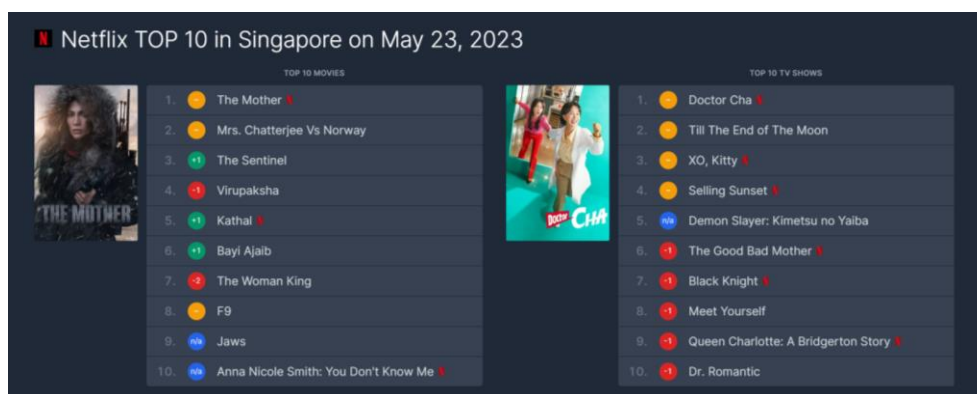 N Netflix TOP 10 in Singapore on May 23, 2023
TOP 10 MOVIES
1. – The Mother N
2. – Mrs. Chatterjee Vs Norway
3. +1 The Sentinel
4. -1 Virupaksha
5. +1 Kathal N
6. +1 Bayi Ajaib
7. -2 The Woman King
8. – F9
9. n/a Jaws
10. n/a Anna Nicole Smith: You Don't Know Me N
THE MOTHER
TOP 10 TV SHOWS
1. – Doctor Cha N
2. – Till The End of The Moon
3. – XO, Kitty N
4. – Selling Sunset N
5. n/a Demon Slayer: Kimetsu no Yaiba
6. -1 The Good Bad Mother N
7. -1 Black Knight N
8. -1 Meet Yourself
9. -1 Queen Charlotte: A Bridgerton Story N
10. -1 Dr. Romantic
DOCTOR CHA